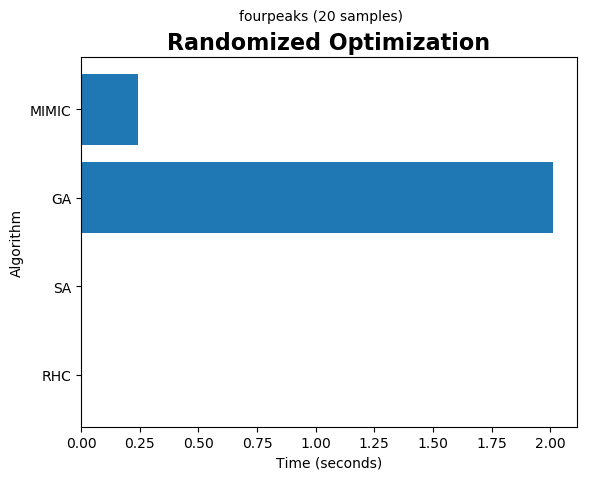 fourpeaks (20 samples)
Randomized Optimization
MIMIC
GA
SA
RHC
Algorithm
0.00 0.25 0.50 0.75 1.00 1.25 1.50 1.75 2.00
Time (seconds)